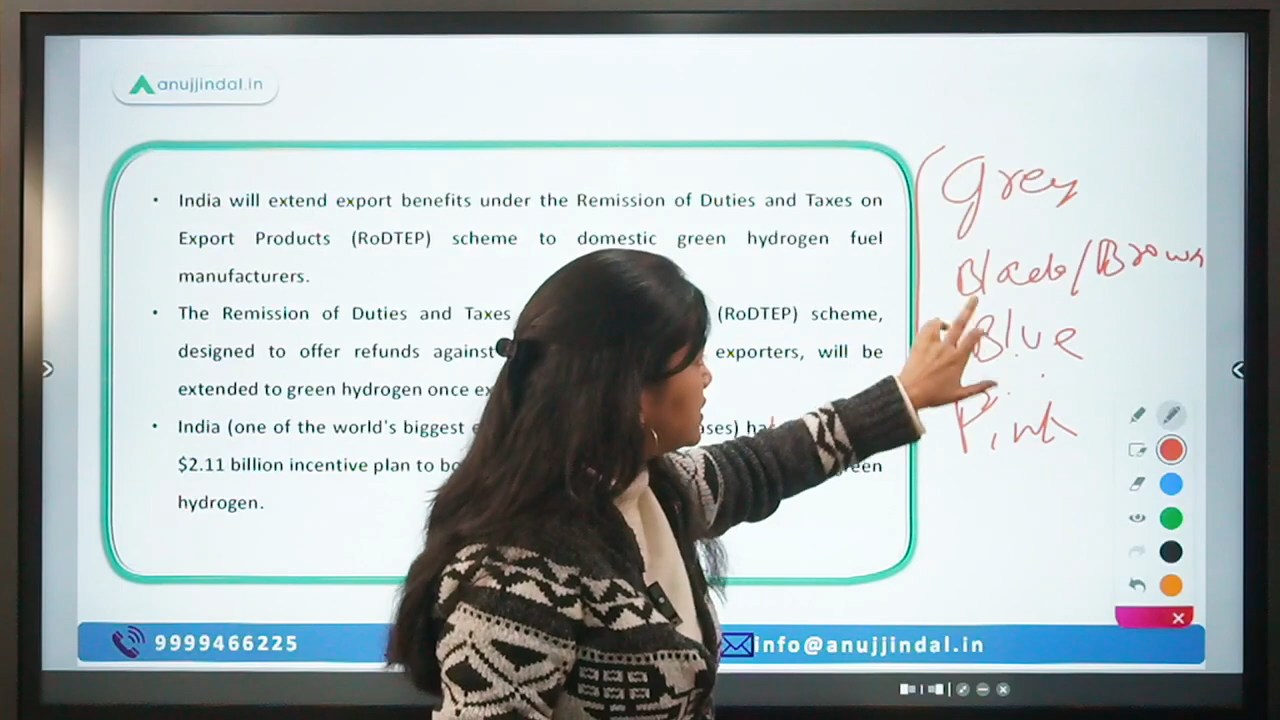 anujjindal.in
• India will extend export benefits under the Remission of Duties and Taxes on
Export Products (RoDTEP) scheme to domestic green hydrogen fuel
manufacturers.
• The Remission of Duties and Taxes (RoDTEP) scheme,
designed to offer refunds against exporters, will be
extended to green hydrogen once
• India (one of the world's biggest
$2.11 billion incentive plan to
hydrogen.
Grey
Black/Brown
Blue
Pink
9999466225
info@anujjindal.in